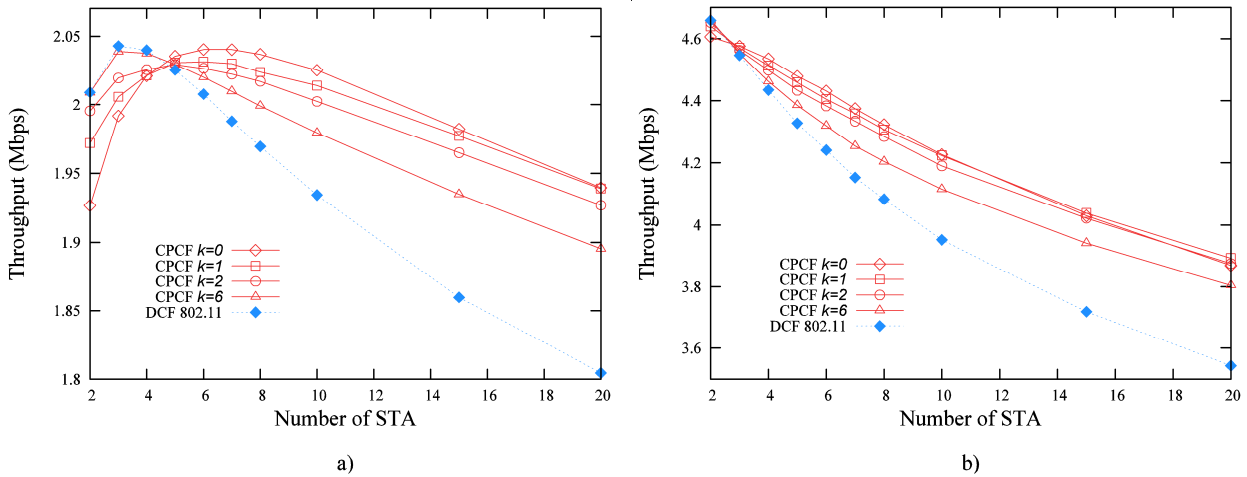 2.05
2
1.95
1.9
1.85
1.8
Throughput (Mbps)
CPCF k=0
CPCF k=1
CPCF k=2
CPCF k=6
DCF 802.11
2 4 6 8 10 12 14 16 18 20
Number of STA
a)
4.6
4.4
4.2
4
3.8
3.6
Throughput (Mbps)
CPCF k=0
CPCF k=1
CPCF k=2
CPCF k=6
DCF 802.11
2 4 6 8 10 12 14 16 18 20
Number of STA
b)